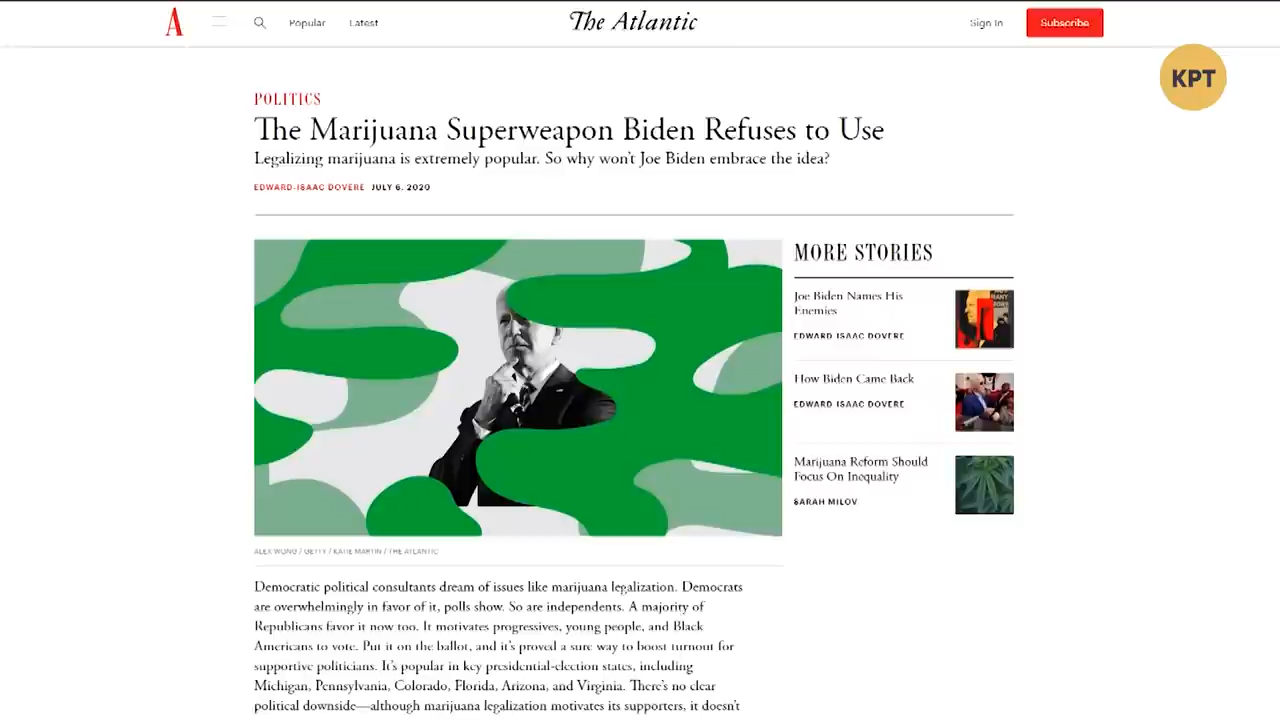 A
Popular
Latest
The Atlantic
Sign In
Subscribe
KPT
POLITICS
The Marijuana Superweapon Biden Refuses to Use
Legalizing marijuana is extremely popular. So why won't Joe Biden embrace the idea?
EDWARD-ISAAC DOVERE JULY 6, 2020
MORE STORIES
Joe Biden Names His
Enemies
EDWARD-ISAAC DOVERE
How Biden Came Back
EDWARD-ISAAC DOVERE
Marijuana Reform Should
Focus On Inequality
SARAH MILOV
ALEX WONG / GETTY / KATIE MARTIN / THE ATLANTIC
Democratic political consultants dream of issues like marijuana legalization. Democrats
are overwhelmingly in favor of it, polls show. So are independents. A majority of
Republicans favor it now too. It motivates progressives, young people, and Black
Americans to vote. Put it on the ballot, and it's proved a sure way to boost turnout for
supportive politicians. It's popular in key presidential-election states, including
Michigan, Pennsylvania, Colorado, Florida, Arizona, and Virginia. There's no clear
political downside—although marijuana legalization motivates its supporters, it doesn't